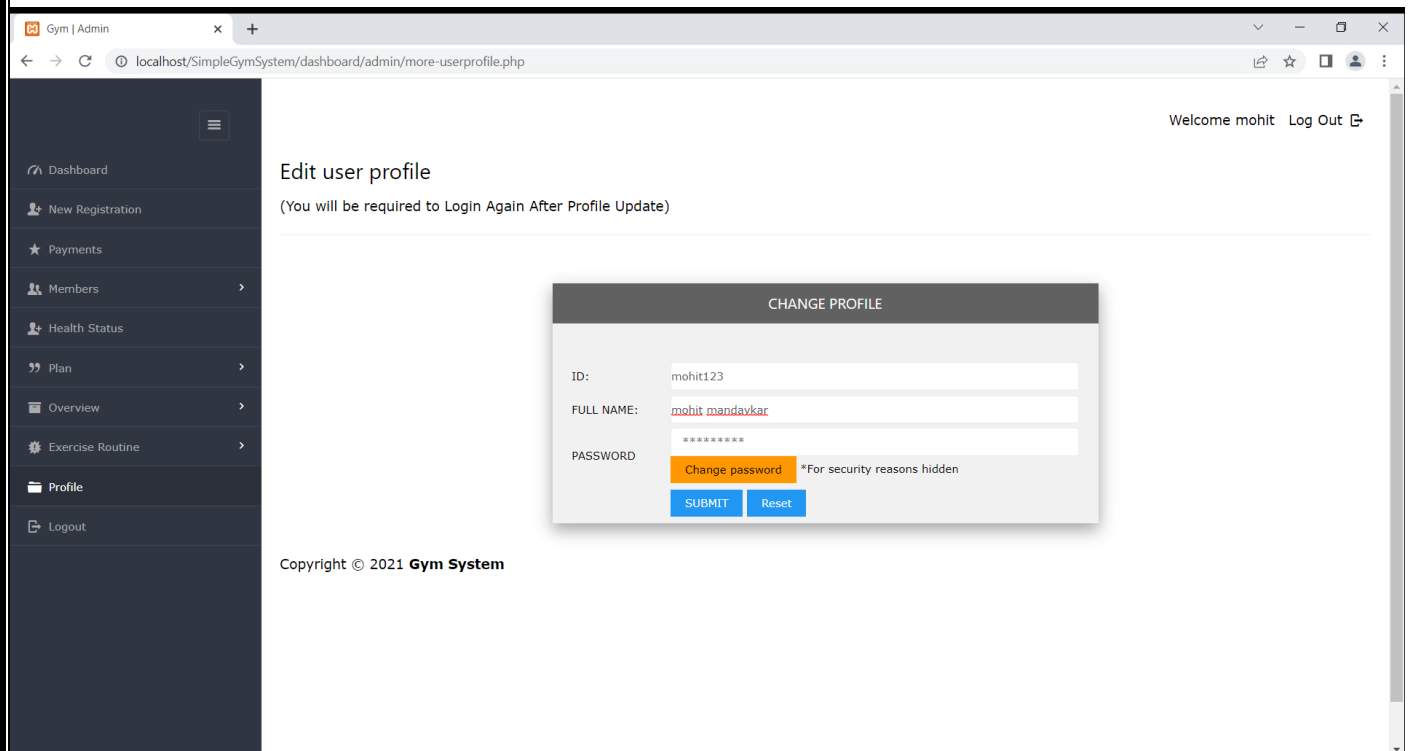 Gym | Admin
localhost/SimpleGymSystem/dashboard/admin/more-userprofile.php
Welcome mohit Log Out
Dashboard
New Registration
Payments
Members
Health Status
Plan
Overview
Exercise Routine
Profile
Logout
Edit user profile
(You will be required to Login Again After Profile Update)
CHANGE PROFILE
ID: mohit123
FULL NAME: mohit mandavkar
PASSWORD *********
Change password *For security reasons hidden
SUBMIT Reset
Copyright © 2021 Gym System